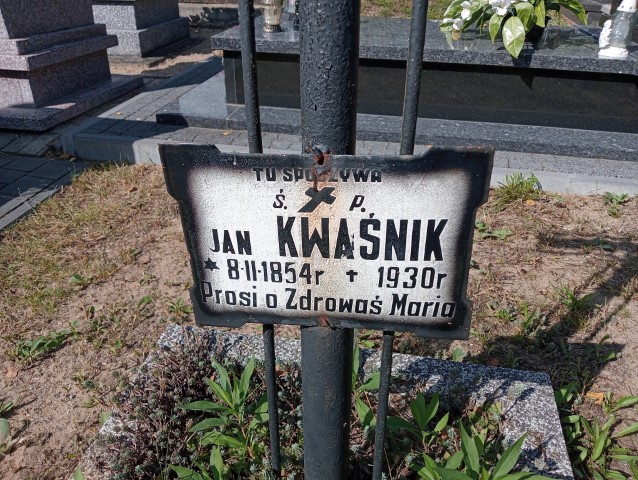 TU SPOCZYWA
Ś. P.
JAN KWAŚNIK
* 8·II·1854r ✝ 1930r
Prosi o Zdrowaś Maria